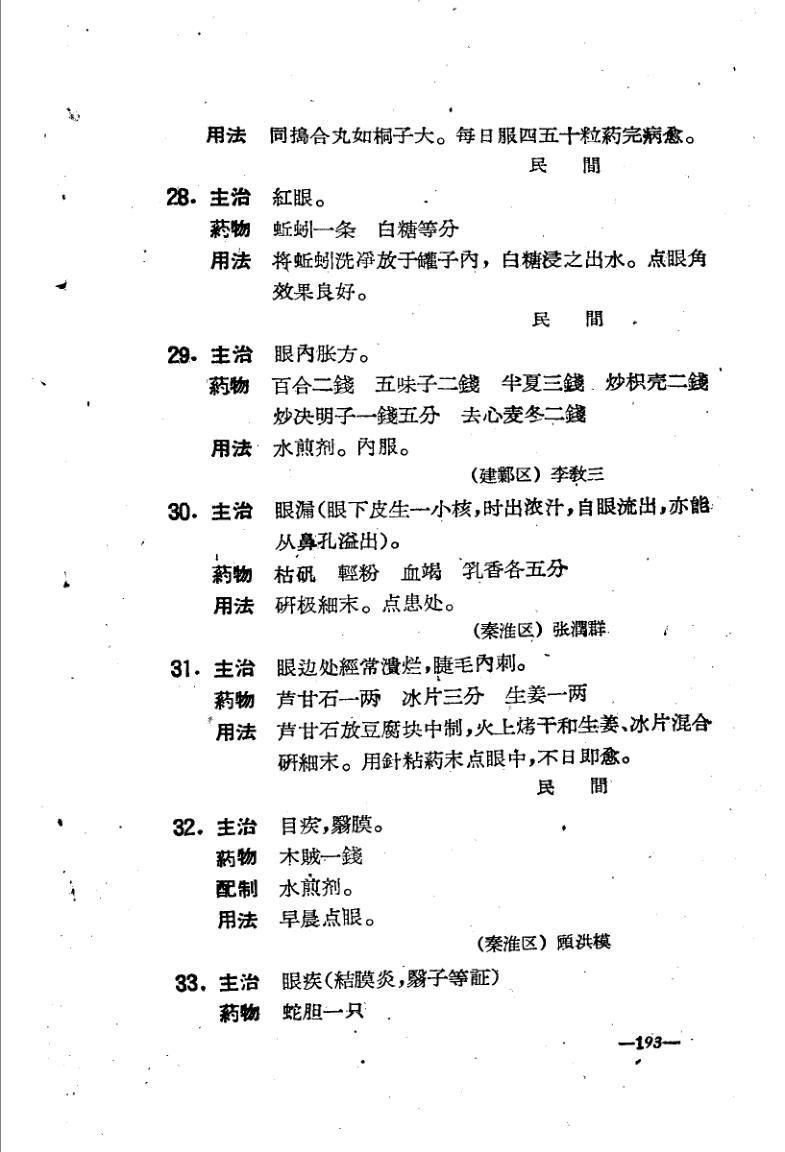 用法 同搗合丸如桐子大。每日服四五十粒葯完病愈。
民 間
28. 主治 紅眼。
葯物 蚯蚓一条 白糖等分
用法 将蚯蚓洗淨放于罐子內，白糖浸之出水。点眼角
效果良好。
民 間
29. 主治 眼內胀方。
葯物 百合二錢 五味子二錢 半夏三錢 炒枳壳二錢
炒决明子一錢五分 去心麦冬二錢
用法 水煎剂。內服。
(建鄴区) 李敎三
30. 主治 眼漏(眼下皮生一小核,时出浓汁,自眼流出,亦能
从鼻孔溢出)。
葯物 枯矾 輕粉 血竭 乳香各五分
用法 研极細末。点患处。
(秦淮区) 张潤群
31. 主治 眼边处經常潰烂,睫毛內刺。
葯物 芦甘石一两 冰片三分 生姜一两
用法 芦甘石放豆腐块中制,火上烤干和生姜、冰片混合
研細末。用針粘葯末点眼中,不日即愈。
民 間
32. 主治 目疾,翳膜。
葯物 木賊一錢
配制 水煎剂。
用法 早晨点眼。
(秦淮区) 顾洪模
33. 主治 眼疾(結膜炎,翳子等証)
葯物 蛇胆一只
—193—